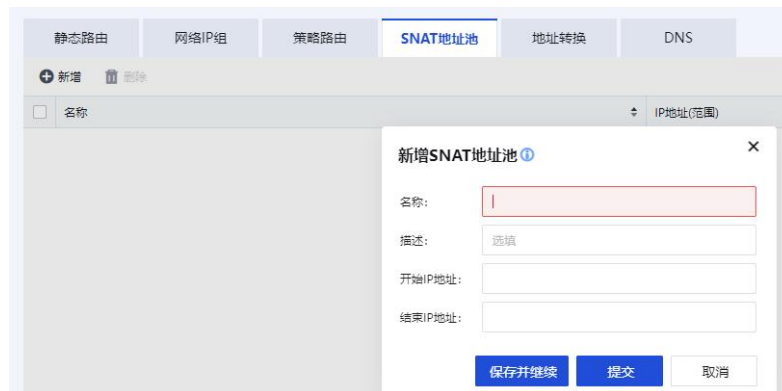 静态路由 网络IP组 策略路由 SNAT地址池 地址转换 DNS
新增 删除
名称 IP地址(范围)
新增SNAT地址池
名称:
描述: 选填
开始IP地址:
结束IP地址:
保存并继续 提交 取消